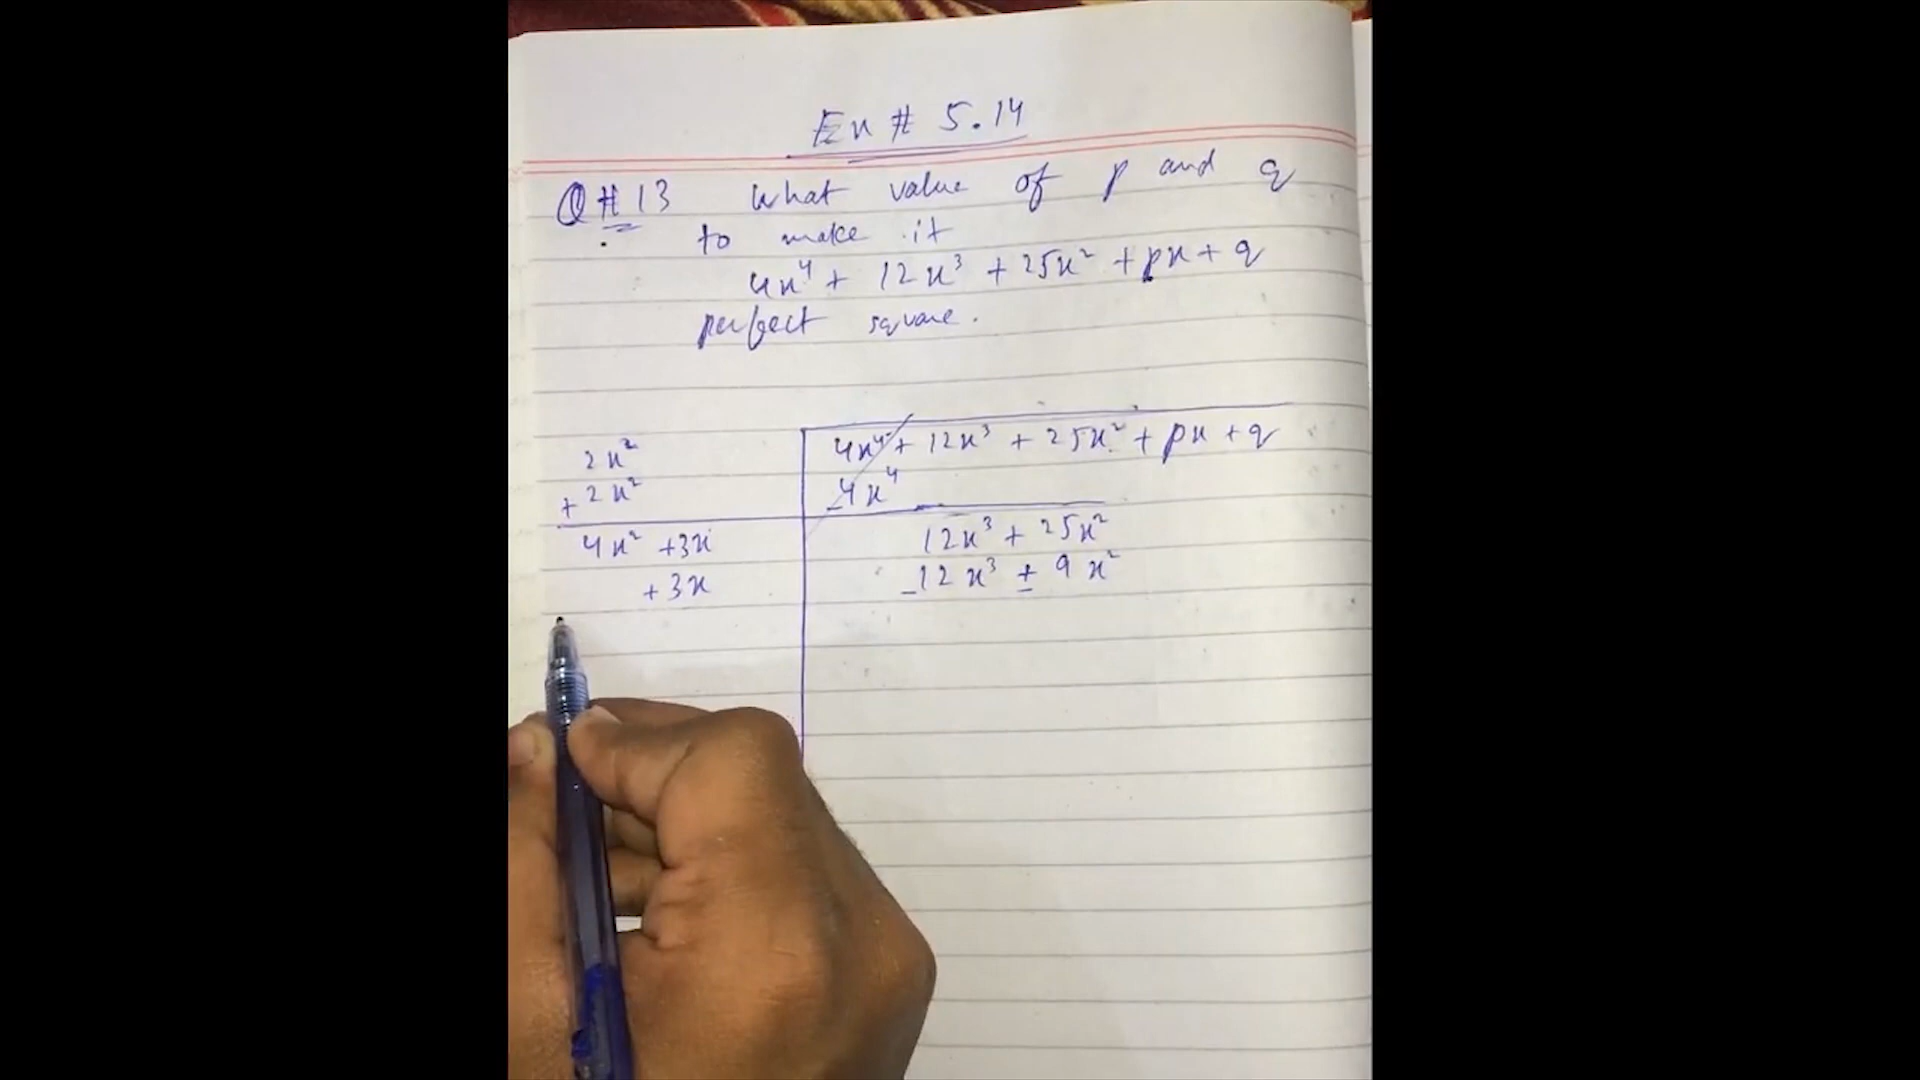 Ex # 5.14
Q # 13 What value of p and q
to make it
4x⁴ + 12x³ + 25x² + px + q
perfect square.
2x²
+ 2x²
4x² + 3x
+ 3x
4x⁴ + 12x³ + 25x² + px + q
- 4x⁴
12x³ + 25x²
- 12x³ ± 9x²